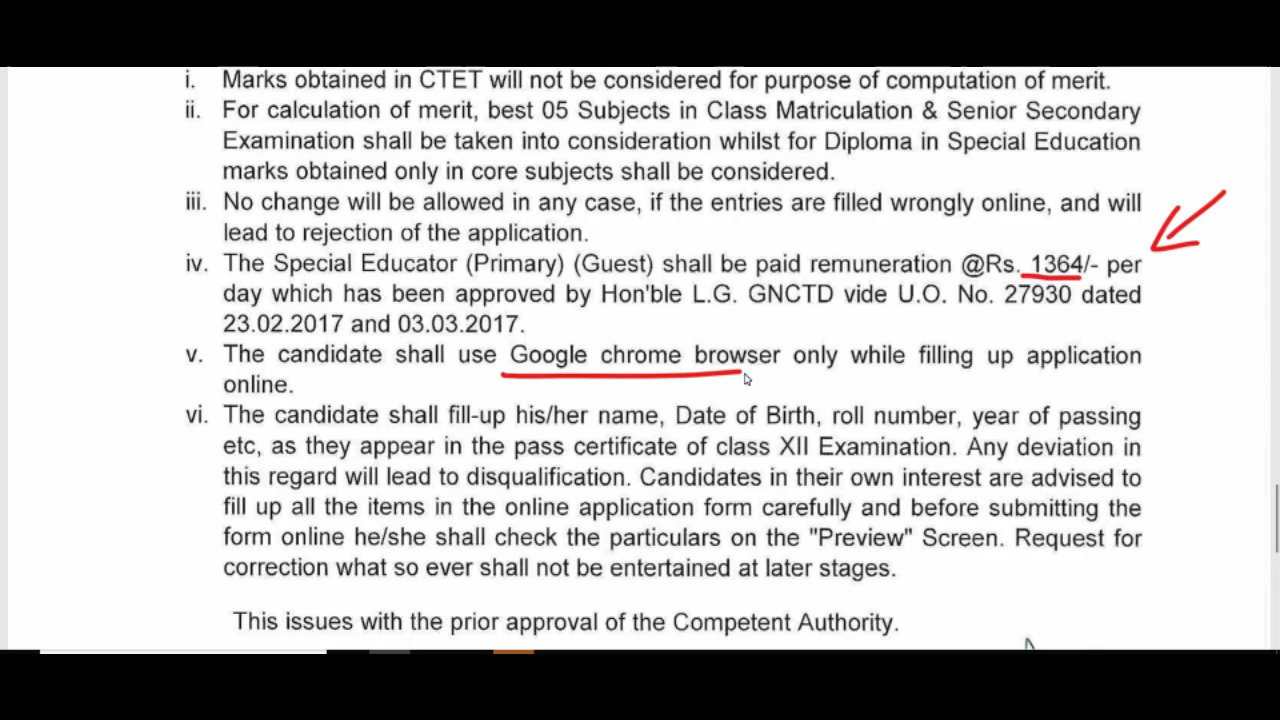 i. Marks obtained in CTET will not be considered for purpose of computation of merit.
ii. For calculation of merit, best 05 Subjects in Class Matriculation & Senior Secondary
Examination shall be taken into consideration whilst for Diploma in Special Education
marks obtained only in core subjects shall be considered.
iii. No change will be allowed in any case, if the entries are filled wrongly online, and will
lead to rejection of the application.
iv. The Special Educator (Primary) (Guest) shall be paid remuneration @Rs. 1364/- per
day which has been approved by Hon'ble L.G. GNCTD vide U.O. No. 27930 dated
23.02.2017 and 03.03.2017.
v. The candidate shall use Google chrome browser only while filling up application
online.
vi. The candidate shall fill-up his/her name, Date of Birth, roll number, year of passing
etc, as they appear in the pass certificate of class XII Examination. Any deviation in
this regard will lead to disqualification. Candidates in their own interest are advised to
fill up all the items in the online application form carefully and before submitting the
form online he/she shall check the particulars on the "Preview" Screen. Request for
correction what so ever shall not be entertained at later stages.
This issues with the prior approval of the Competent Authority.